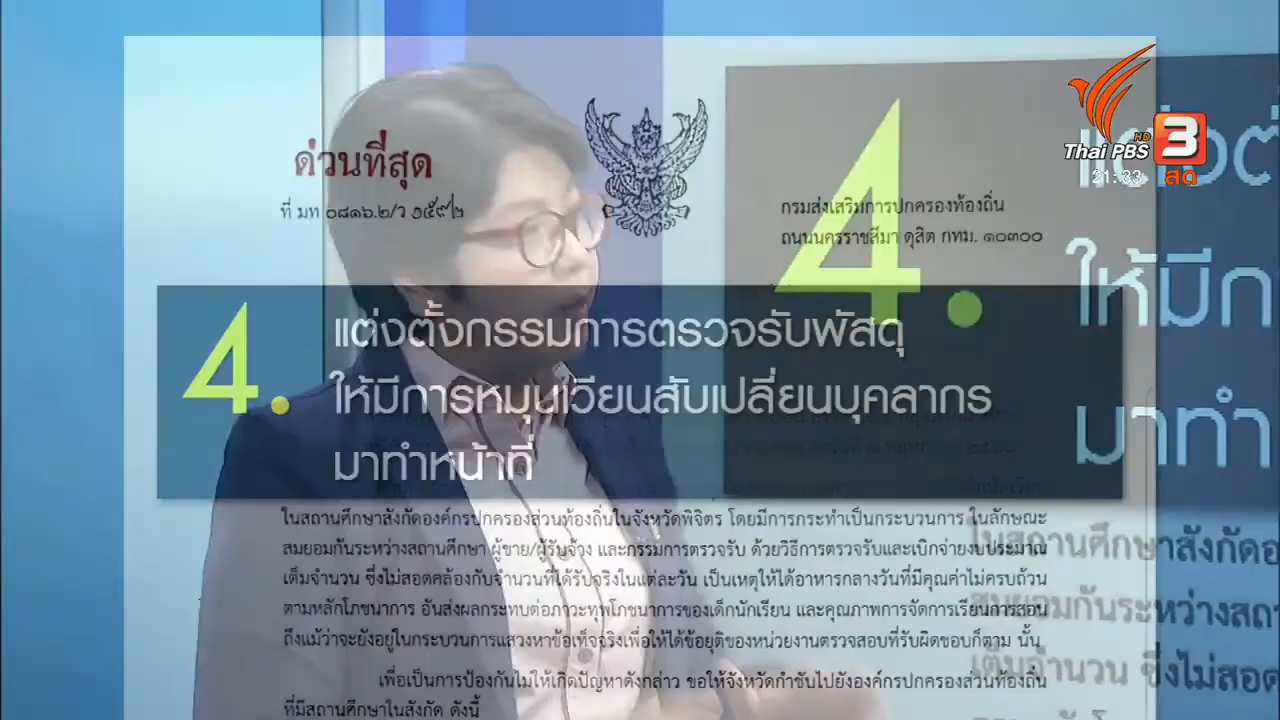 HD
Thai PBS 3
21:33 สด
ด่วนที่สุด
ที่ มท ๐๘๑๖.๒/ว ๑๕๙๒
กรมส่งเสริมการปกครองท้องถิ่น
ถนนนครราชสีมา ดุสิต กทม. ๑๐๓๐๐
4.
ให้มีก
มาทำ
4.
แต่งตั้งกรรมการตรวจรับพัสดุ
ให้มีการหมุนเวียนสับเปลี่ยนบุคลากร
มาทำหน้าที่
ในสถานศึกษาสังกัดองค์กรปกครองส่วนท้องถิ่นในจังหวัดพิจิตร โดยมีการกระทำเป็นกระบวนการ ในลักษณะ
สมยอมกันระหว่างสถานศึกษา ผู้ขาย/ผู้รับจ้าง และกรรมการตรวจรับ ด้วยวิธีการตรวจรับและเบิกจ่ายงบประมาณ
เต็มจำนวน ซึ่งไม่สอดคล้องกับจำนวนที่ได้รับจริงในแต่ละวัน เป็นเหตุให้ได้อาหารกลางวันที่มีคุณค่าไม่ครบถ้วน
ตามหลักโภชนาการ อันส่งผลกระทบต่อภาวะทุพโภชนาการของเด็กนักเรียน และคุณภาพการจัดการเรียนการสอน
ถึงแม้ว่าจะยังอยู่ในกระบวนการแสวงหาข้อเท็จจริงเพื่อให้ได้ข้อยุติของหน่วยงานตรวจสอบที่รับผิดชอบก็ตาม นั้น
เพื่อเป็นการป้องกันไม่ให้เกิดปัญหาดังกล่าว ขอให้จังหวัดกำชับไปยังองค์กรปกครองส่วนท้องถิ่น
ที่มีสถานศึกษาในสังกัด ดังนี้
ในสถานศึกษาสังกัดอ
สมยอมกันระหว่างสถา
เต็มจำนวน ซึ่งไม่สอด